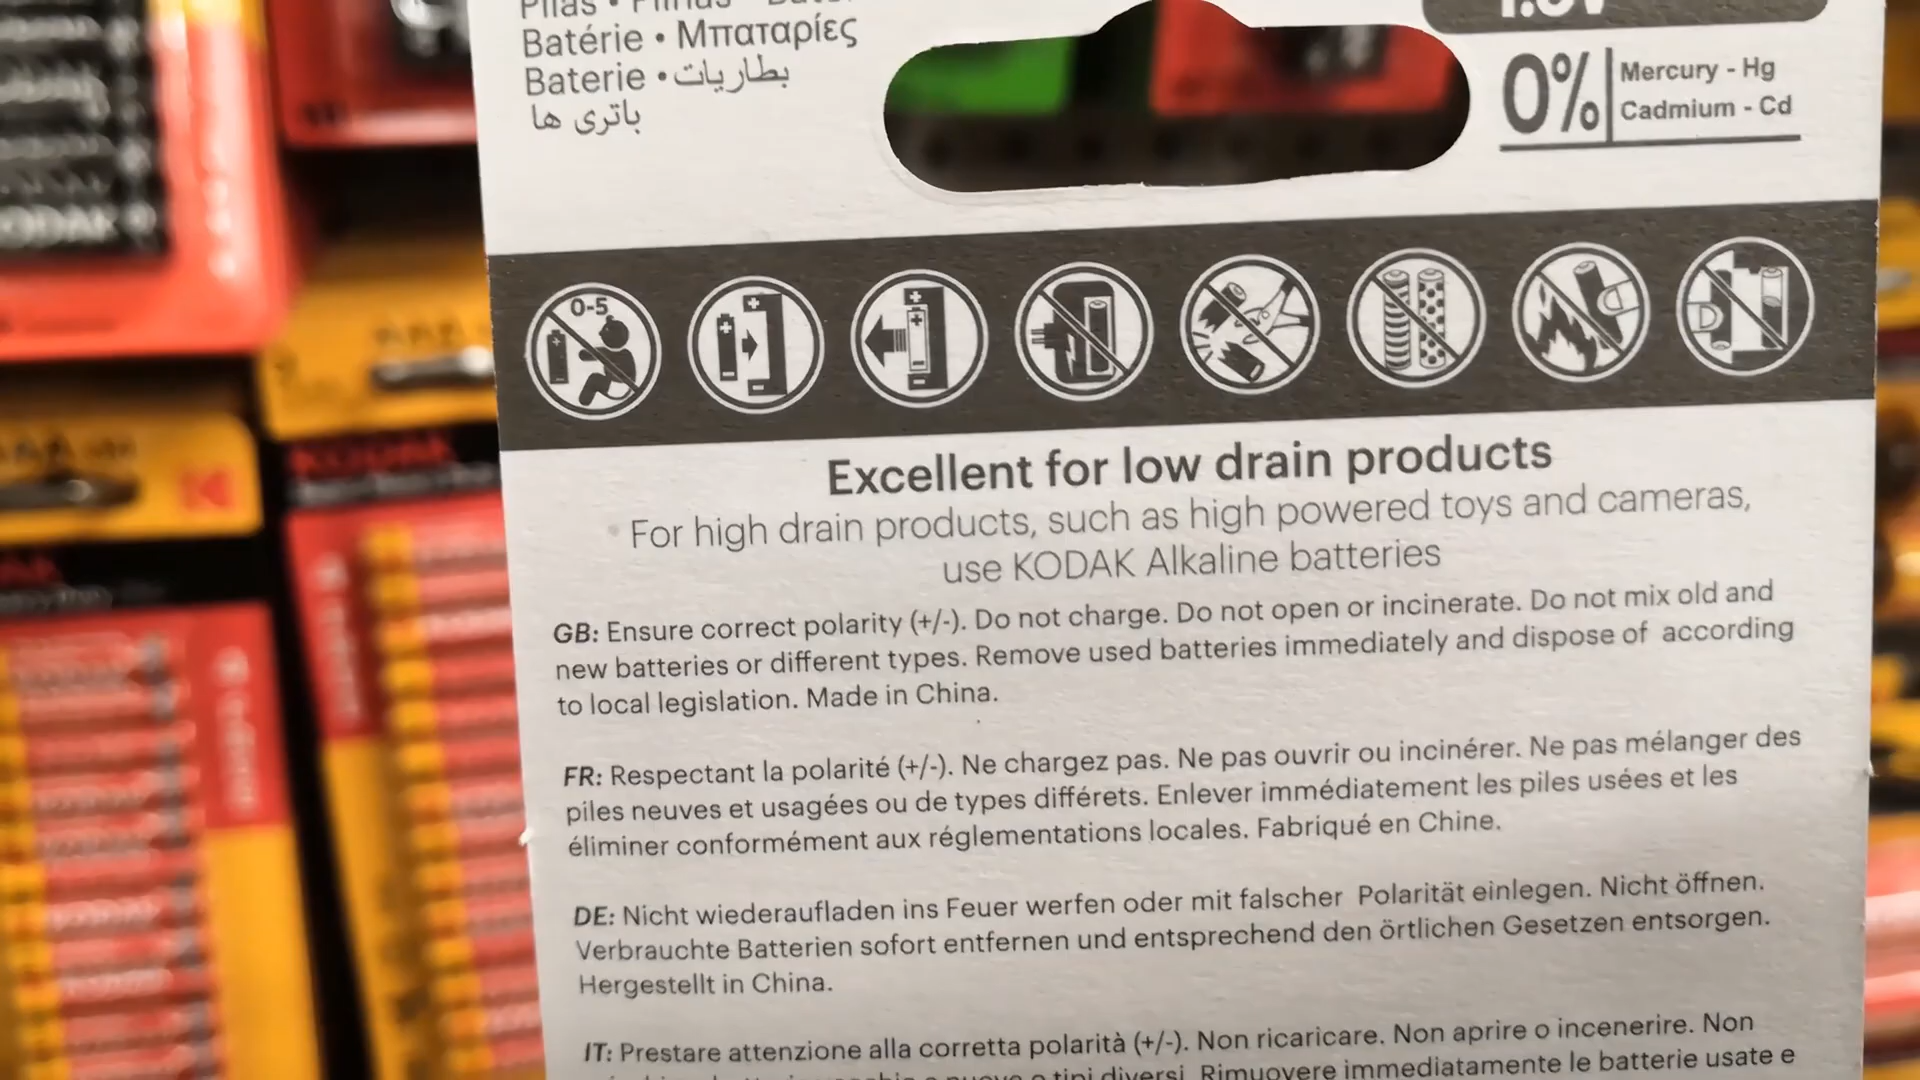 Batérie • Μπαταρίες
Baterie • بطاريات
باتری ها
0%
Mercury - Hg
Cadmium - Cd
0-5
Excellent for low drain products
For high drain products, such as high powered toys and cameras,
use KODAK Alkaline batteries
GB: Ensure correct polarity (+/-). Do not charge. Do not open or incinerate. Do not mix old and
new batteries or different types. Remove used batteries immediately and dispose of according
to local legislation. Made in China.
FR: Respectant la polarité (+/-). Ne chargez pas. Ne pas ouvrir ou incinérer. Ne pas mélanger des
piles neuves et usagées ou de types différets. Enlever immédiatement les piles usées et les
éliminer conformément aux réglementations locales. Fabriqué en Chine.
DE: Nicht wiederaufladen ins Feuer werfen oder mit falscher Polarität einlegen. Nicht öffnen.
Verbrauchte Batterien sofort entfernen und entsprechend den örtlichen Gesetzen entsorgen.
Hergestellt in China.
IT: Prestare attenzione alla corretta polarità (+/-). Non ricaricare. Non aprire o incenerire. Non
nuove o tipi diversi. Rimuovere immediatamente le batterie usate e
KODAK
KODAK